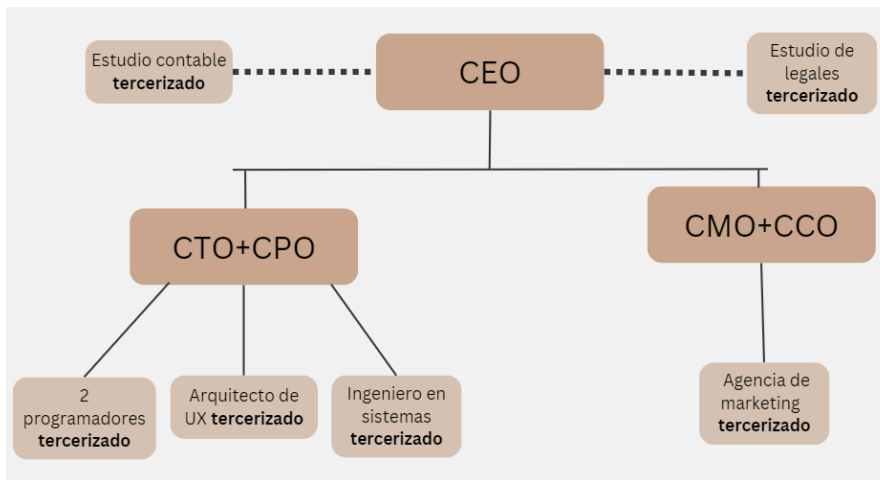 Estudio contable
tercerizado
CEO
Estudio de
legales
tercerizado
CTO+CPO
CMO+CCO
2
programadores
tercerizado
Arquitecto de
UX tercerizado
Ingeniero en
sistemas
tercerizado
Agencia de
marketing
tercerizado